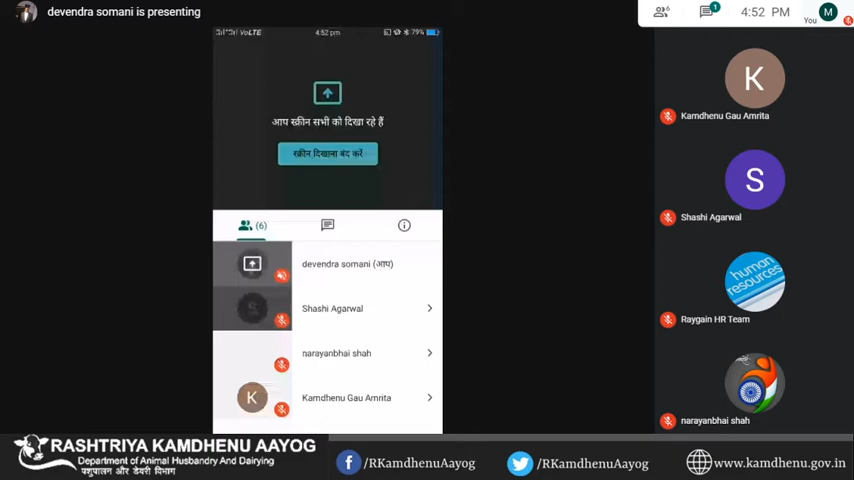 devendra somani is presenting
6
1
4:52 PM
You
M
VoLTE
4:52 pm
79%
आप स्क्रीन सभी को दिखा रहे हैं
स्क्रीन दिखाना बंद करें
(6)
devendra somani (आप)
S
Shashi Agarwal
narayanbhai shah
K
Kamdhenu Gau Amrita
K
Kamdhenu Gau Amrita
S
Shashi Agarwal
human
resources
Raygain HR Team
narayanbhai shah
RASHTRIYA KAMDHENU AAYOG
Department of Animal Husbandry And Dairying
पशुपालन और डेयरी विभाग
/RKamdhenuAayog
/RKamdhenuAayog
www.kamdhenu.gov.in